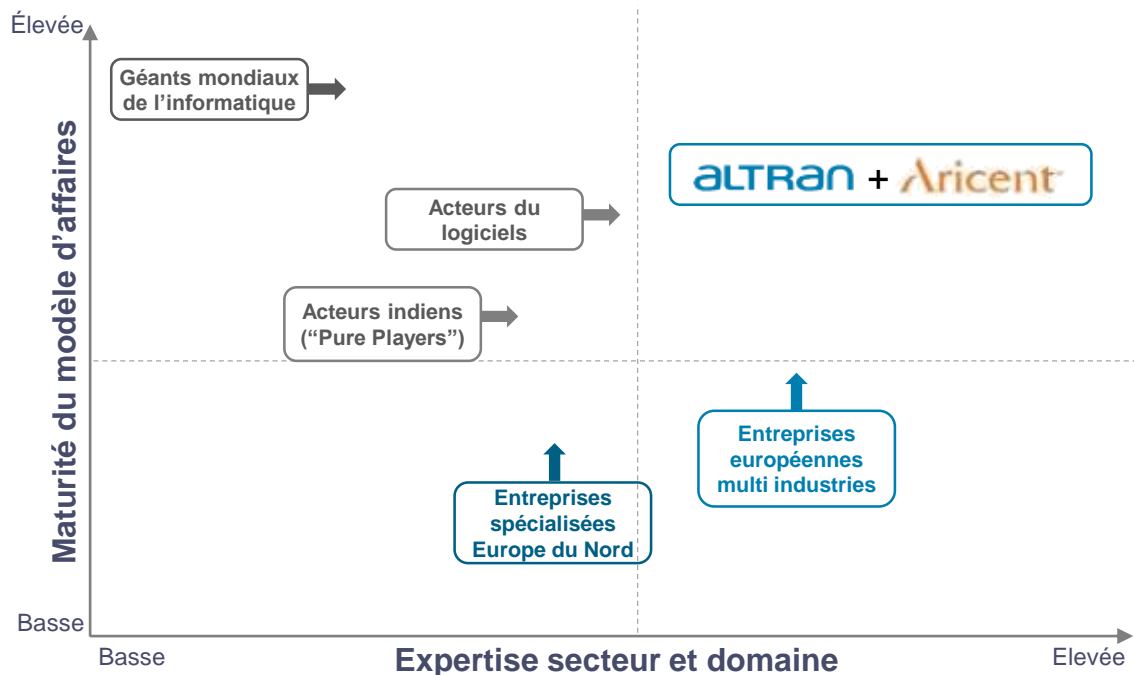 Élevée
Géants mondiaux
de l’informatique
aLTRan + Aricent
Acteurs du
logiciels
Acteurs indiens
(“Pure Players”)
Maturité du modèle d’affaires
Entreprises
européennes
multi industries
Entreprises
spécialisées
Europe du Nord
Basse
Basse
Expertise secteur et domaine
Elevée